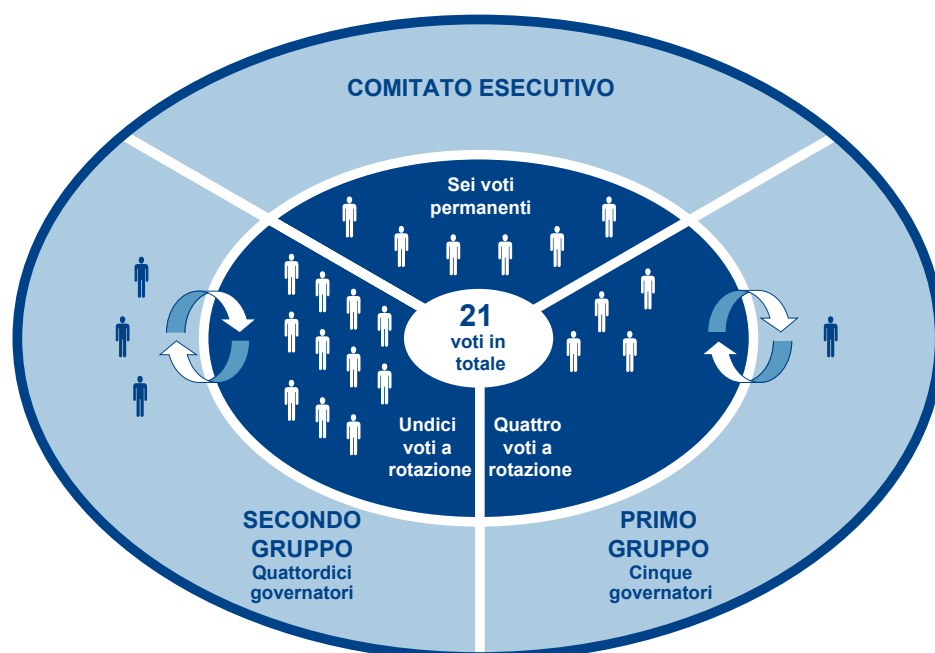 COMITATO ESECUTIVO
Sei voti
permanenti
21
voti in
totale
Undici
voti a
rotazione
Quattro
voti a
rotazione
SECONDO
GRUPPO
Quattordici
governatori
PRIMO
GRUPPO
Cinque
governatori